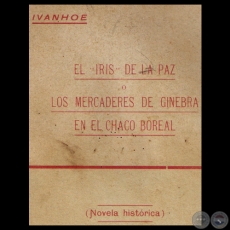 IVANHOE
EL "IRIS" DE LA PAZ
o
LOS MERCADERES DE GINEBRA
EN EL CHACO BOREAL
(Novela histórica)